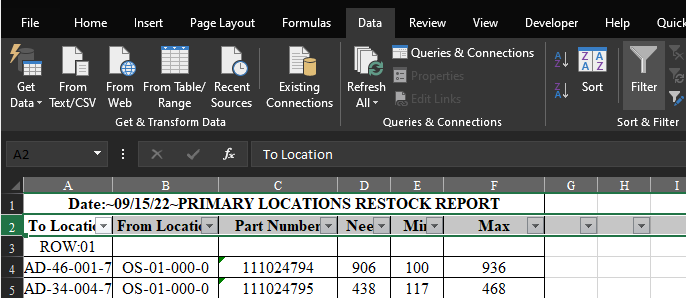 File Home Insert Page Layout Formulas Data Review View Developer Help Quick
Get Data
From Text/CSV
From Web
From Table/ Range
Recent Sources
Existing Connections
Get & Transform Data
Refresh All
Queries & Connections
Properties
Edit Links
Queries & Connections
Sort
Filter
Sort & Filter
A2 fx To Location
A B C D E F G H I
1 Date:~09/15/22~PRIMARY LOCATIONS RESTOCK REPORT
2 To Locatio From Locatio Part Number Nee Min Max
3 ROW:01
4 AD-46-001-7 OS-01-000-0 111024794 906 100 936
5 AD-34-004-7 OS-01-000-0 111024795 438 117 468